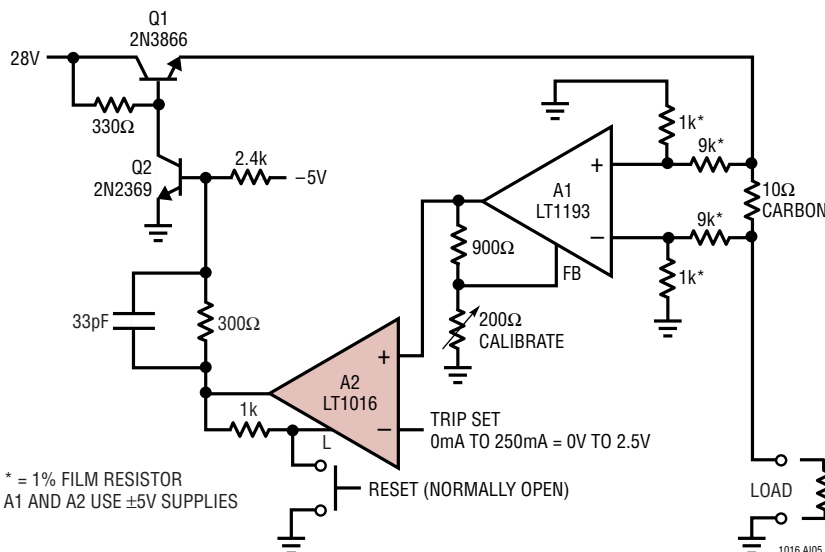 Q1
2N3866
28V
330Ω
Q2
2N2369
2.4k
–5V
1k*
9k*
+
A1
LT1193
10Ω
CARBON
–
9k*
900Ω
FB
1k*
33pF
300Ω
200Ω
CALIBRATE
+
A2
LT1016
1k
L
–
TRIP SET
0mA TO 250mA = 0V TO 2.5V
* = 1% FILM RESISTOR
A1 AND A2 USE ±5V SUPPLIES
RESET (NORMALLY OPEN)
LOAD
1016 AI05